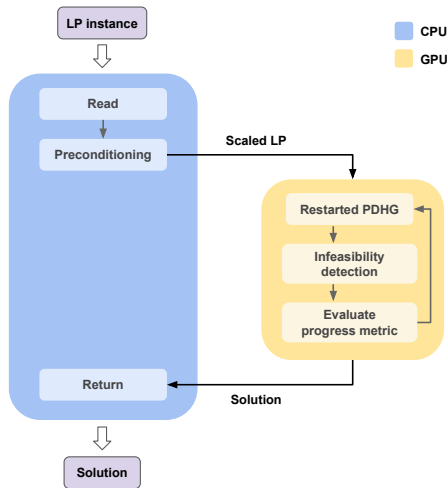 LP instance
CPU
GPU
Read
Preconditioning
Scaled LP
Restarted PDHG
Infeasibility
detection
Evaluate
progress metric
Return
Solution
Solution